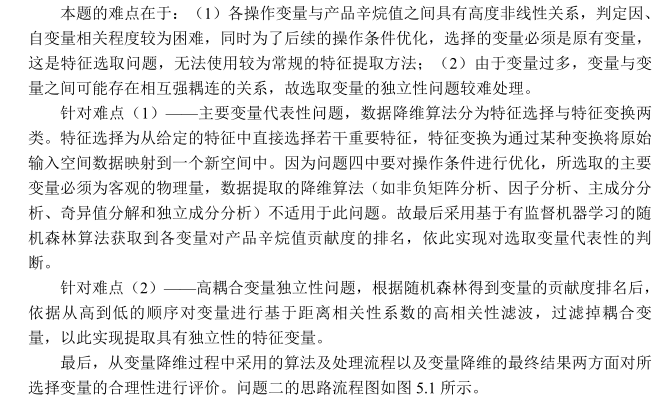 本题的难点在于：（1）各操作变量与产品辛烷值之间具有高度非线性关系，判定因、
自变量相关程度较为困难，同时为了后续的操作条件优化，选择的变量必须是原有变量，
这是特征选取问题，无法使用较为常规的特征提取方法；（2）由于变量过多，变量与变
量之间可能存在相互强耦连的关系，故选取变量的独立性问题较难处理。
针对难点（1）——主要变量代表性问题，数据降维算法分为特征选择与特征变换两
类。特征选择为从给定的特征中直接选择若干重要特征，特征变换为通过某种变换将原始
输入空间数据映射到一个新空间中。因为问题四中要对操作条件进行优化，所选取的主要
变量必须为客观的物理量，数据提取的降维算法（如非负矩阵分析、因子分析、主成分分
析、奇异值分解和独立成分分析）不适用于此问题。故最后采用基于有监督机器学习的随
机森林算法获取到各变量对产品辛烷值贡献度的排名，依此实现对选取变量代表性的判
断。
针对难点（2）——高耦合变量独立性问题，根据随机森林得到变量的贡献度排名后，
依据从高到低的顺序对变量进行基于距离相关性系数的高相关性滤波，过滤掉耦合变
量，以此实现提取具有独立性的特征变量。
最后，从变量降维过程中采用的算法及处理流程以及变量降维的最终结果两方面对所
选择变量的合理性进行评价。问题二的思路流程图如图 5.1 所示。